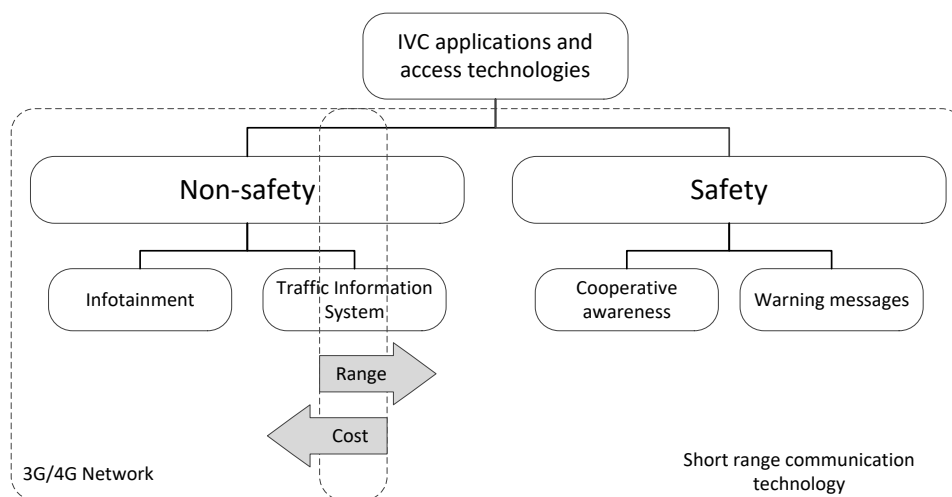 IVC applications and
access technologies
Non-safety
Safety
Infotainment
Traffic Information
System
Cooperative
awareness
Warning messages
Range
Cost
3G/4G Network
Short range communication
technology